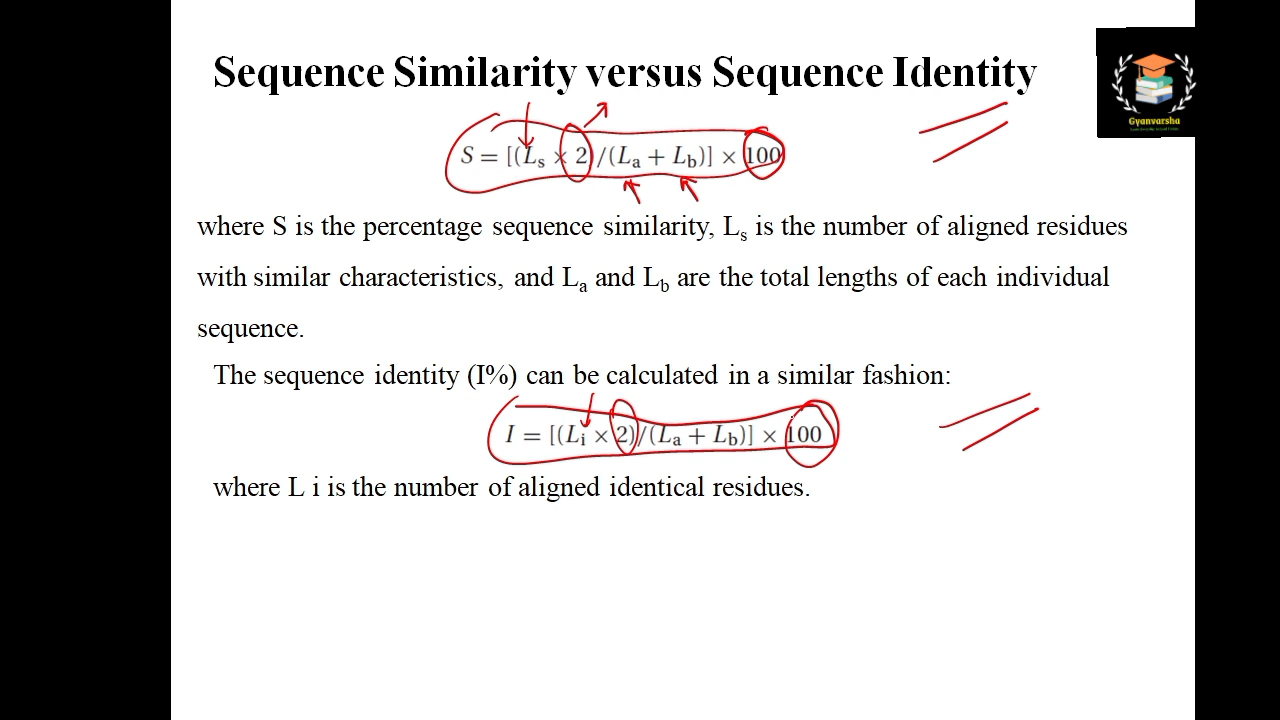 Sequence Similarity versus Sequence Identity
Gyanvarsha
S = [(Ls × 2)/(La + Lb)] × 100
where S is the percentage sequence similarity, Ls is the number of aligned residues
with similar characteristics, and La and Lb are the total lengths of each individual
sequence.
The sequence identity (I%) can be calculated in a similar fashion:
I = [(Li × 2)/(La + Lb)] × 100
where L i is the number of aligned identical residues.